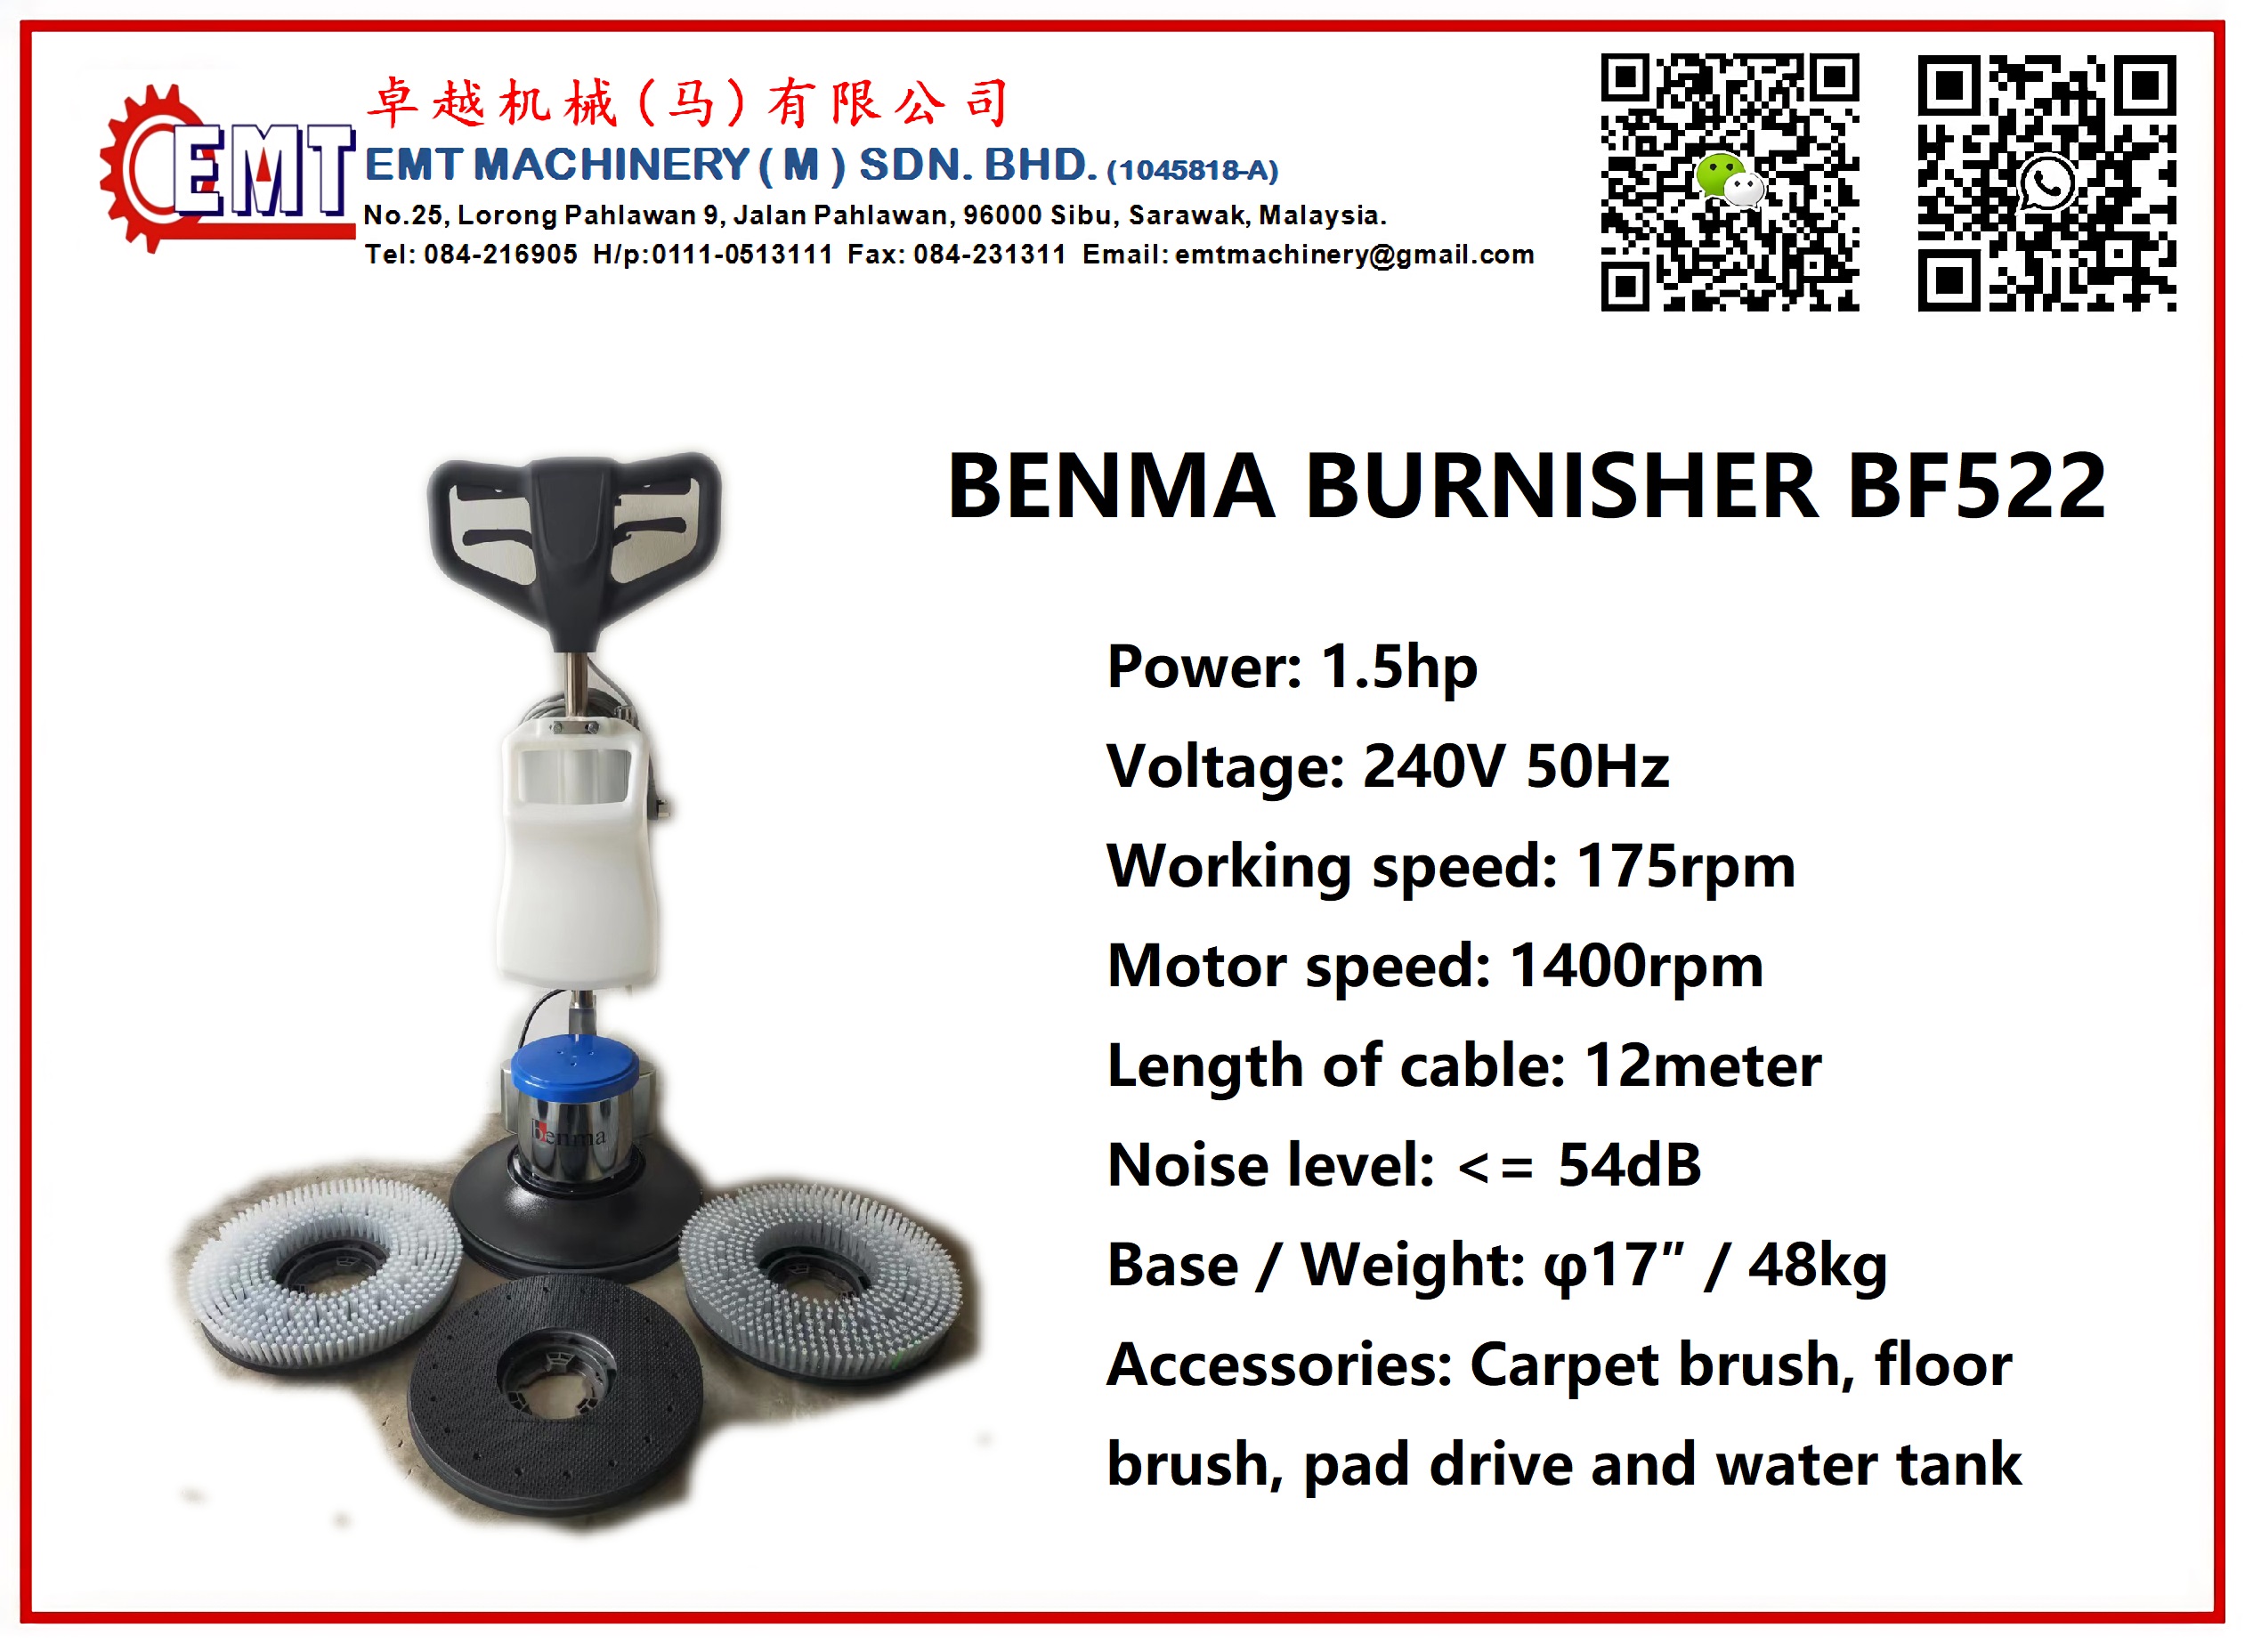 EMT
卓越机械(马)有限公司
EMT MACHINERY ( M ) SDN. BHD. (1045818-A)
No.25, Lorong Pahlawan 9, Jalan Pahlawan, 96000 Sibu, Sarawak, Malaysia.
Tel: 084-216905 H/p:0111-0513111 Fax: 084-231311 Email: emtmachinery@gmail.com
BENMA BURNISHER BF522
Power: 1.5hp
Voltage: 240V 50Hz
Working speed: 175rpm
Motor speed: 1400rpm
Length of cable: 12meter
Noise level: <= 54dB
Base / Weight: φ17″ / 48kg
Accessories: Carpet brush, floor
brush, pad drive and water tank
benma